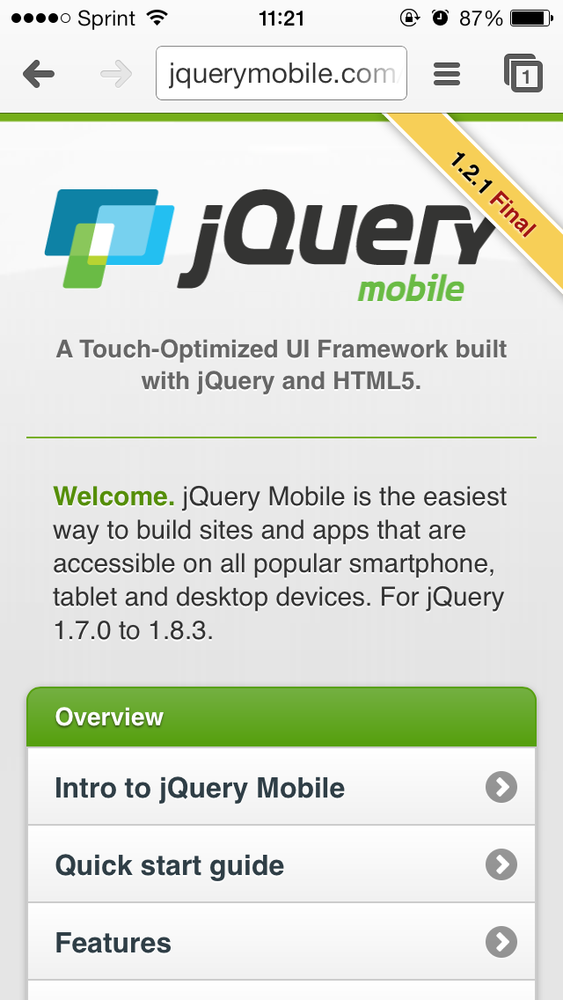 Sprint 11:21 87%
jquerymobile.com/
1
1.2.1 Final
jQuery
mobile
A Touch-Optimized UI Framework built
with jQuery and HTML5.
Welcome. jQuery Mobile is the easiest
way to build sites and apps that are
accessible on all popular smartphone,
tablet and desktop devices. For jQuery
1.7.0 to 1.8.3.
Overview
Intro to jQuery Mobile
Quick start guide
Features